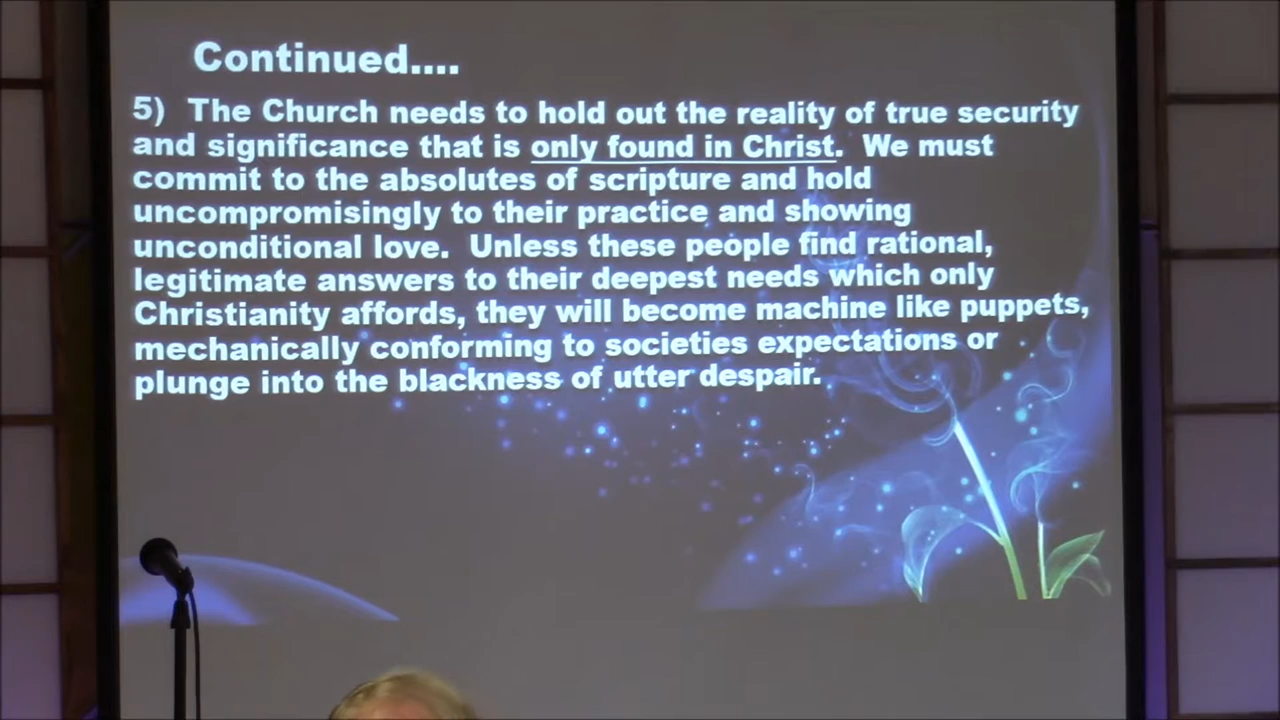 Continued....
5) The Church needs to hold out the reality of true security
and significance that is only found in Christ. We must
commit to the absolutes of scripture and hold
uncompromisingly to their practice and showing
unconditional love. Unless these people find rational,
legitimate answers to their deepest needs which only
Christianity affords, they will become machine like puppets,
mechanically conforming to societies expectations or
plunge into the blackness of utter despair.